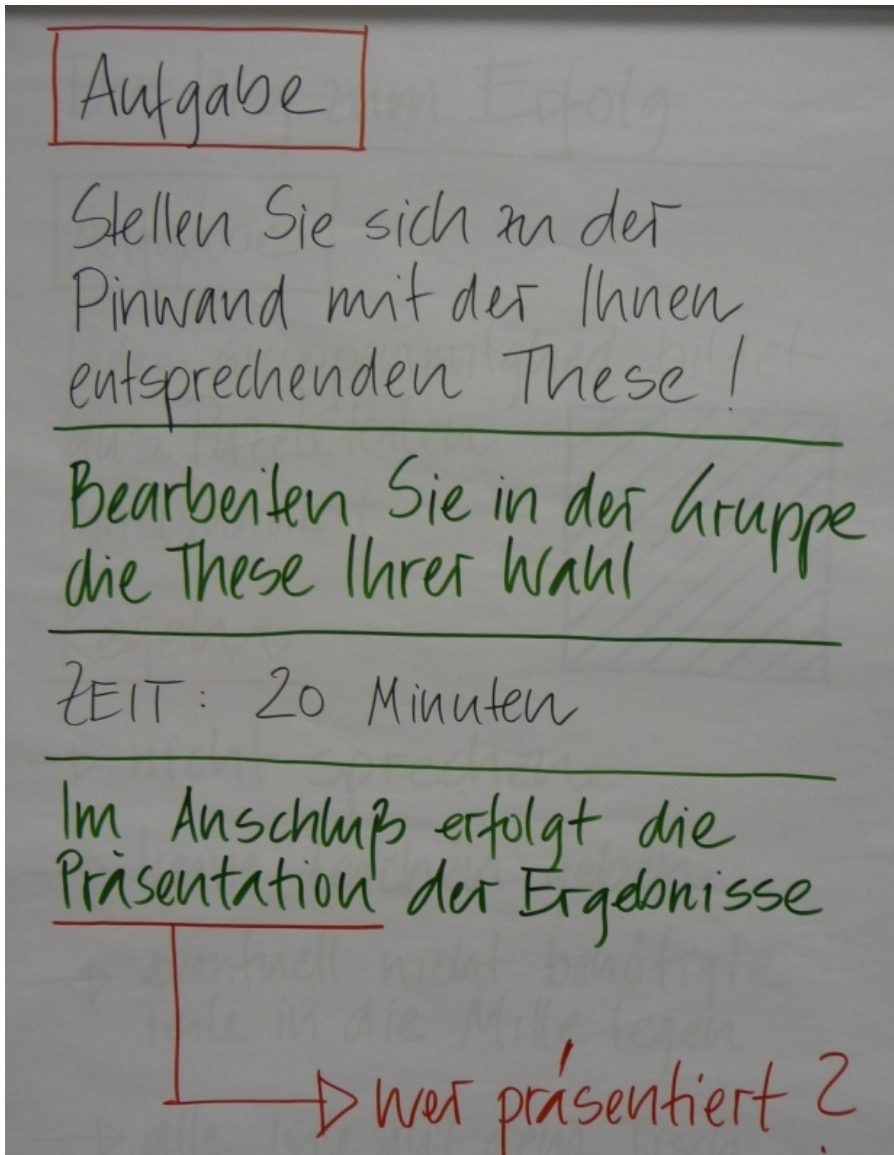 Aufgabe
Stellen Sie sich zu der
Pinwand mit der Ihnen
entsprechenden These!
Bearbeiten Sie in der Gruppe
die These Ihrer Wahl
ZEIT: 20 Minuten
Im Anschluß erfolgt die
Präsentation der Ergebnisse
wer präsentiert?